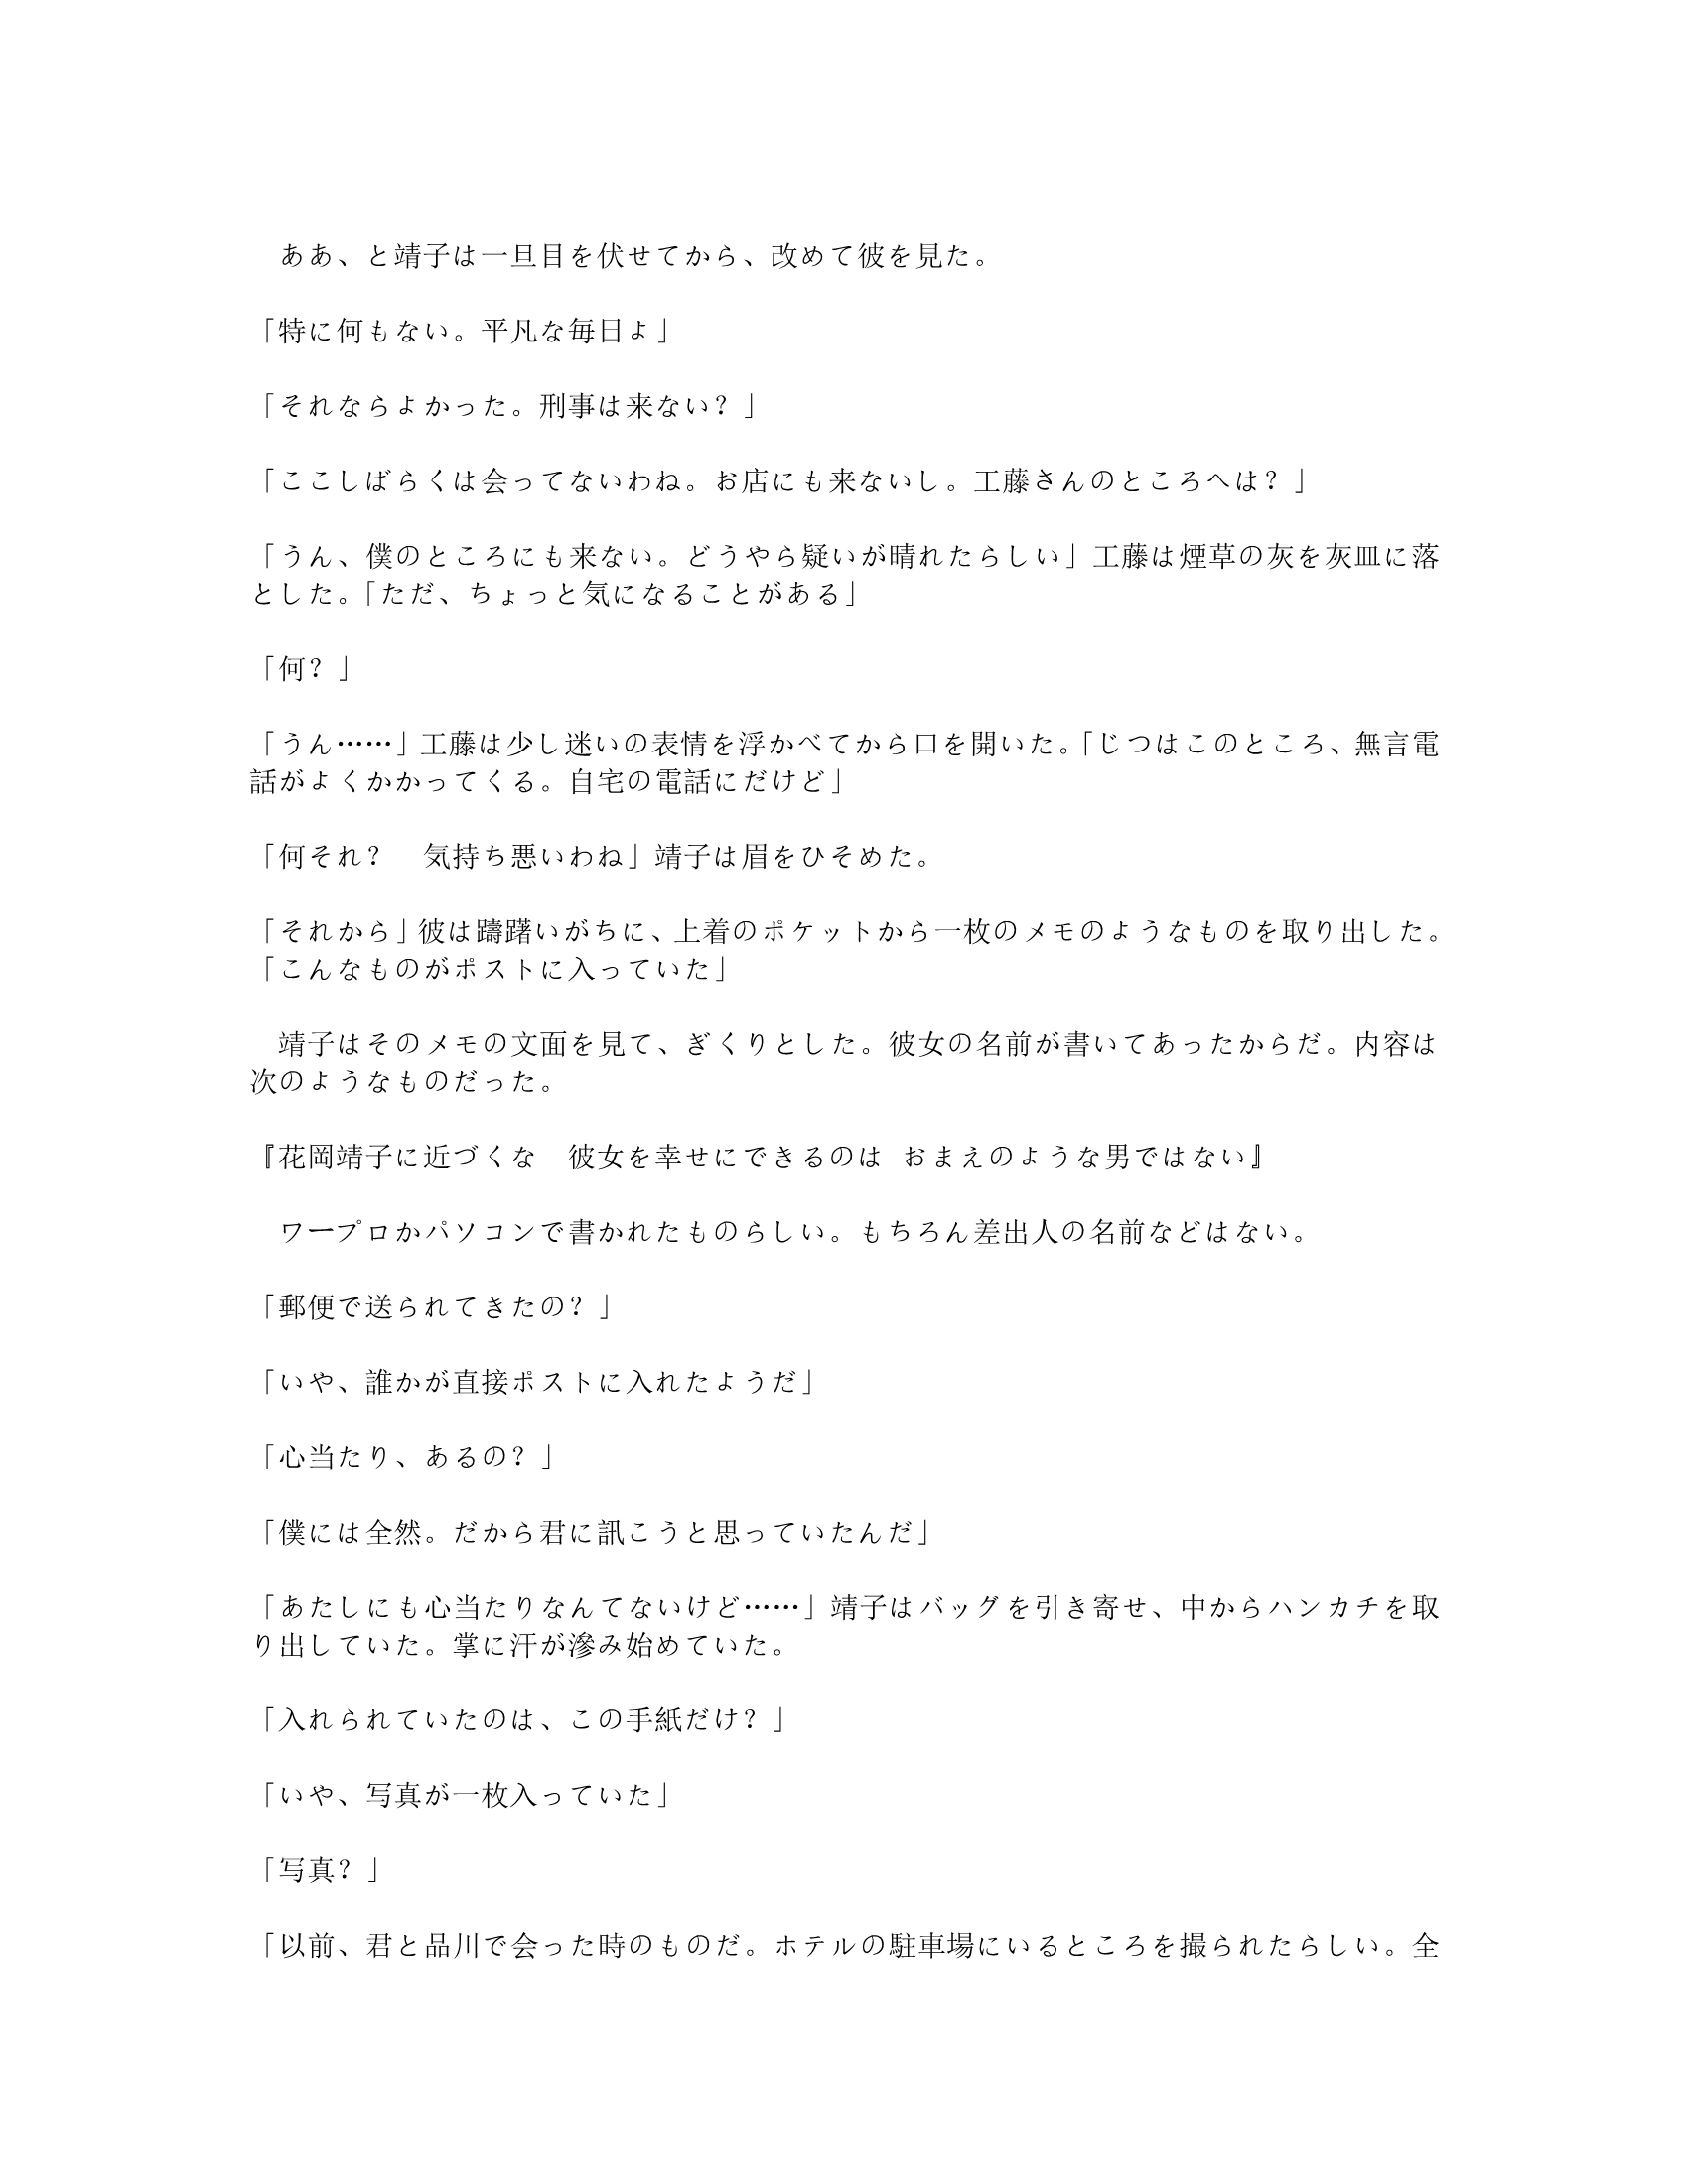 ああ、と靖子は一旦目を伏せてから、改めて彼を見た。
「特に何もない。平凡な毎日よ」
「それならよかった。刑事は来ない？」
「ここしばらくは会ってないわね。お店にも来ないし。工藤さんのところへは？」
「うん、僕のところにも来ない。どうやら疑いが晴れたらしい」工藤は煙草の灰を灰皿に落
とした。「ただ、ちょっと気になることがある」
「何？」
「うん……」工藤は少し迷いの表情を浮かべてから口を開いた。「じつはこのところ、無言電
話がよくかかってくる。自宅の電話にだけど」
「何それ？　気持ち悪いわね」靖子は眉をひそめた。
「それから」彼は躊躇いがちに、上着のポケットから一枚のメモのようなものを取り出した。
「こんなものがポストに入っていた」
　靖子はそのメモの文面を見て、ぎくりとした。彼女の名前が書いてあったからだ。内容は
次のようなものだった。
『花岡靖子に近づくな　彼女を幸せにできるのは おまえのような男ではない』
　ワープロかパソコンで書かれたものらしい。もちろん差出人の名前などはない。
「郵便で送られてきたの？」
「いや、誰かが直接ポストに入れたようだ」
「心当たり、あるの？」
「僕には全然。だから君に訊こうと思っていたんだ」
「あたしにも心当たりなんてないけど……」靖子はバッグを引き寄せ、中からハンカチを取
り出していた。掌に汗が滲み始めていた。
「入れられていたのは、この手紙だけ？」
「いや、写真が一枚入っていた」
「写真？」
「以前、君と品川で会った時のものだ。ホテルの駐車場にいるところを撮られたらしい。全